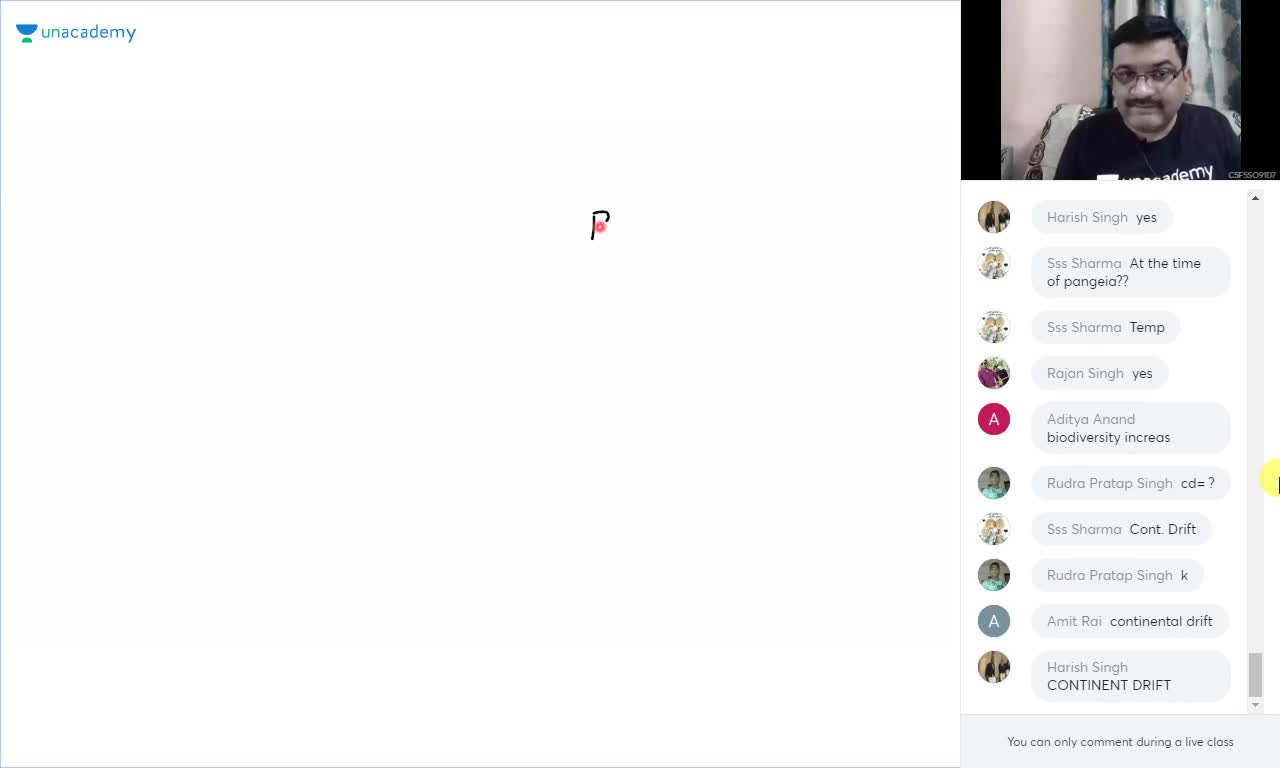 unacademy
P
unacademy
CSFSSO91D7
Harish Singh yes
Sss Sharma At the time
of pangeia??
Sss Sharma Temp
Rajan Singh yes
A
Aditya Anand
biodiversity increas
Rudra Pratap Singh cd= ?
Sss Sharma Cont. Drift
Rudra Pratap Singh k
A
Amit Rai continental drift
Harish Singh
CONTINENT DRIFT
You can only comment during a live class